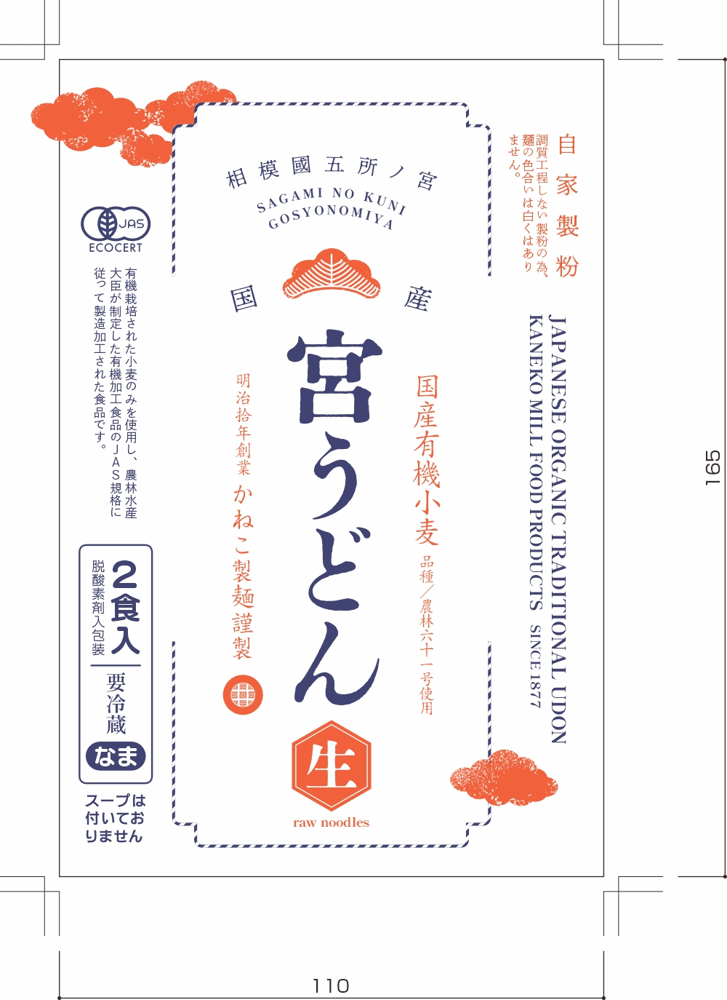 相模國五所ノ宮
SAGAMI NO KUNI
GOSYONOMIYA
国産
宮うどん
国産有機小麦 品種／農林六十一号使用
明治拾年創業 かねこ製麺謹製
生
raw noodles
自家製粉
調質工程しない製粉の為、
麺の色合いは白くはあり
ません。
JAPANESE ORGANIC TRADITIONAL UDON
KANEKO MILL FOOD PRODUCTS SINCE 1877
JAS
ECOCERT
有機栽培された小麦のみを使用し、農林水産
大臣が制定した有機加工食品のJAS規格に
従って製造加工された食品です。
2食入
脱酸素剤入包装
要冷蔵
なま
スープは
付いてお
りません
165
110